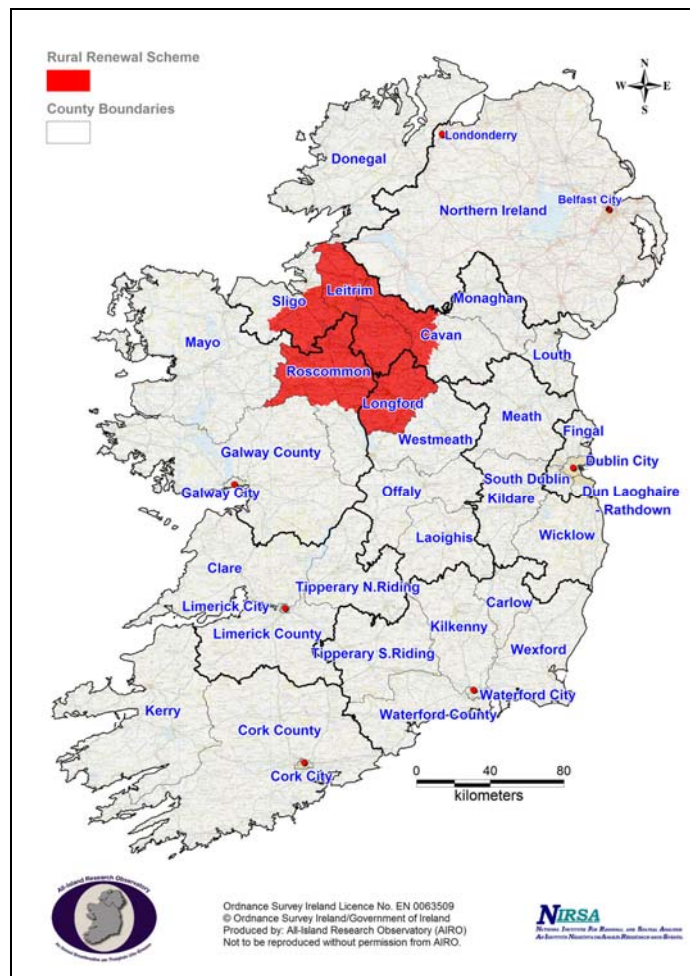 Rural Renewal Scheme
County Boundaries
N
W E
S
Londonderry
Donegal
Northern Ireland
Belfast City
Monaghan
Leitrim
Sligo
Cavan
Mayo
Louth
Roscommon
Longford
Meath
Westmeath
Fingal
Galway County
Dublin City
South Dublin
Galway City
Offaly
Kildare
Dun Laoghaire
- Rathdown
Laoighis
Wicklow
Clare
Tipperary N.Riding
Carlow
Limerick City
Kilkenny
Limerick County
Tipperary S.Riding
Wexford
Waterford City
Kerry
Waterford-County
Cork County
Cork City
0 40 80
kilometers
All-Island Research Observatory
Ordnance Survey Ireland Licence No. EN 0063509
© Ordnance Survey Ireland/Government of Ireland
Produced by: All-Island Research Observatory (AIRO)
Not to be reproduced without permission from AIRO.
NIRSA
National Institute For Regional and Spatial Analysis